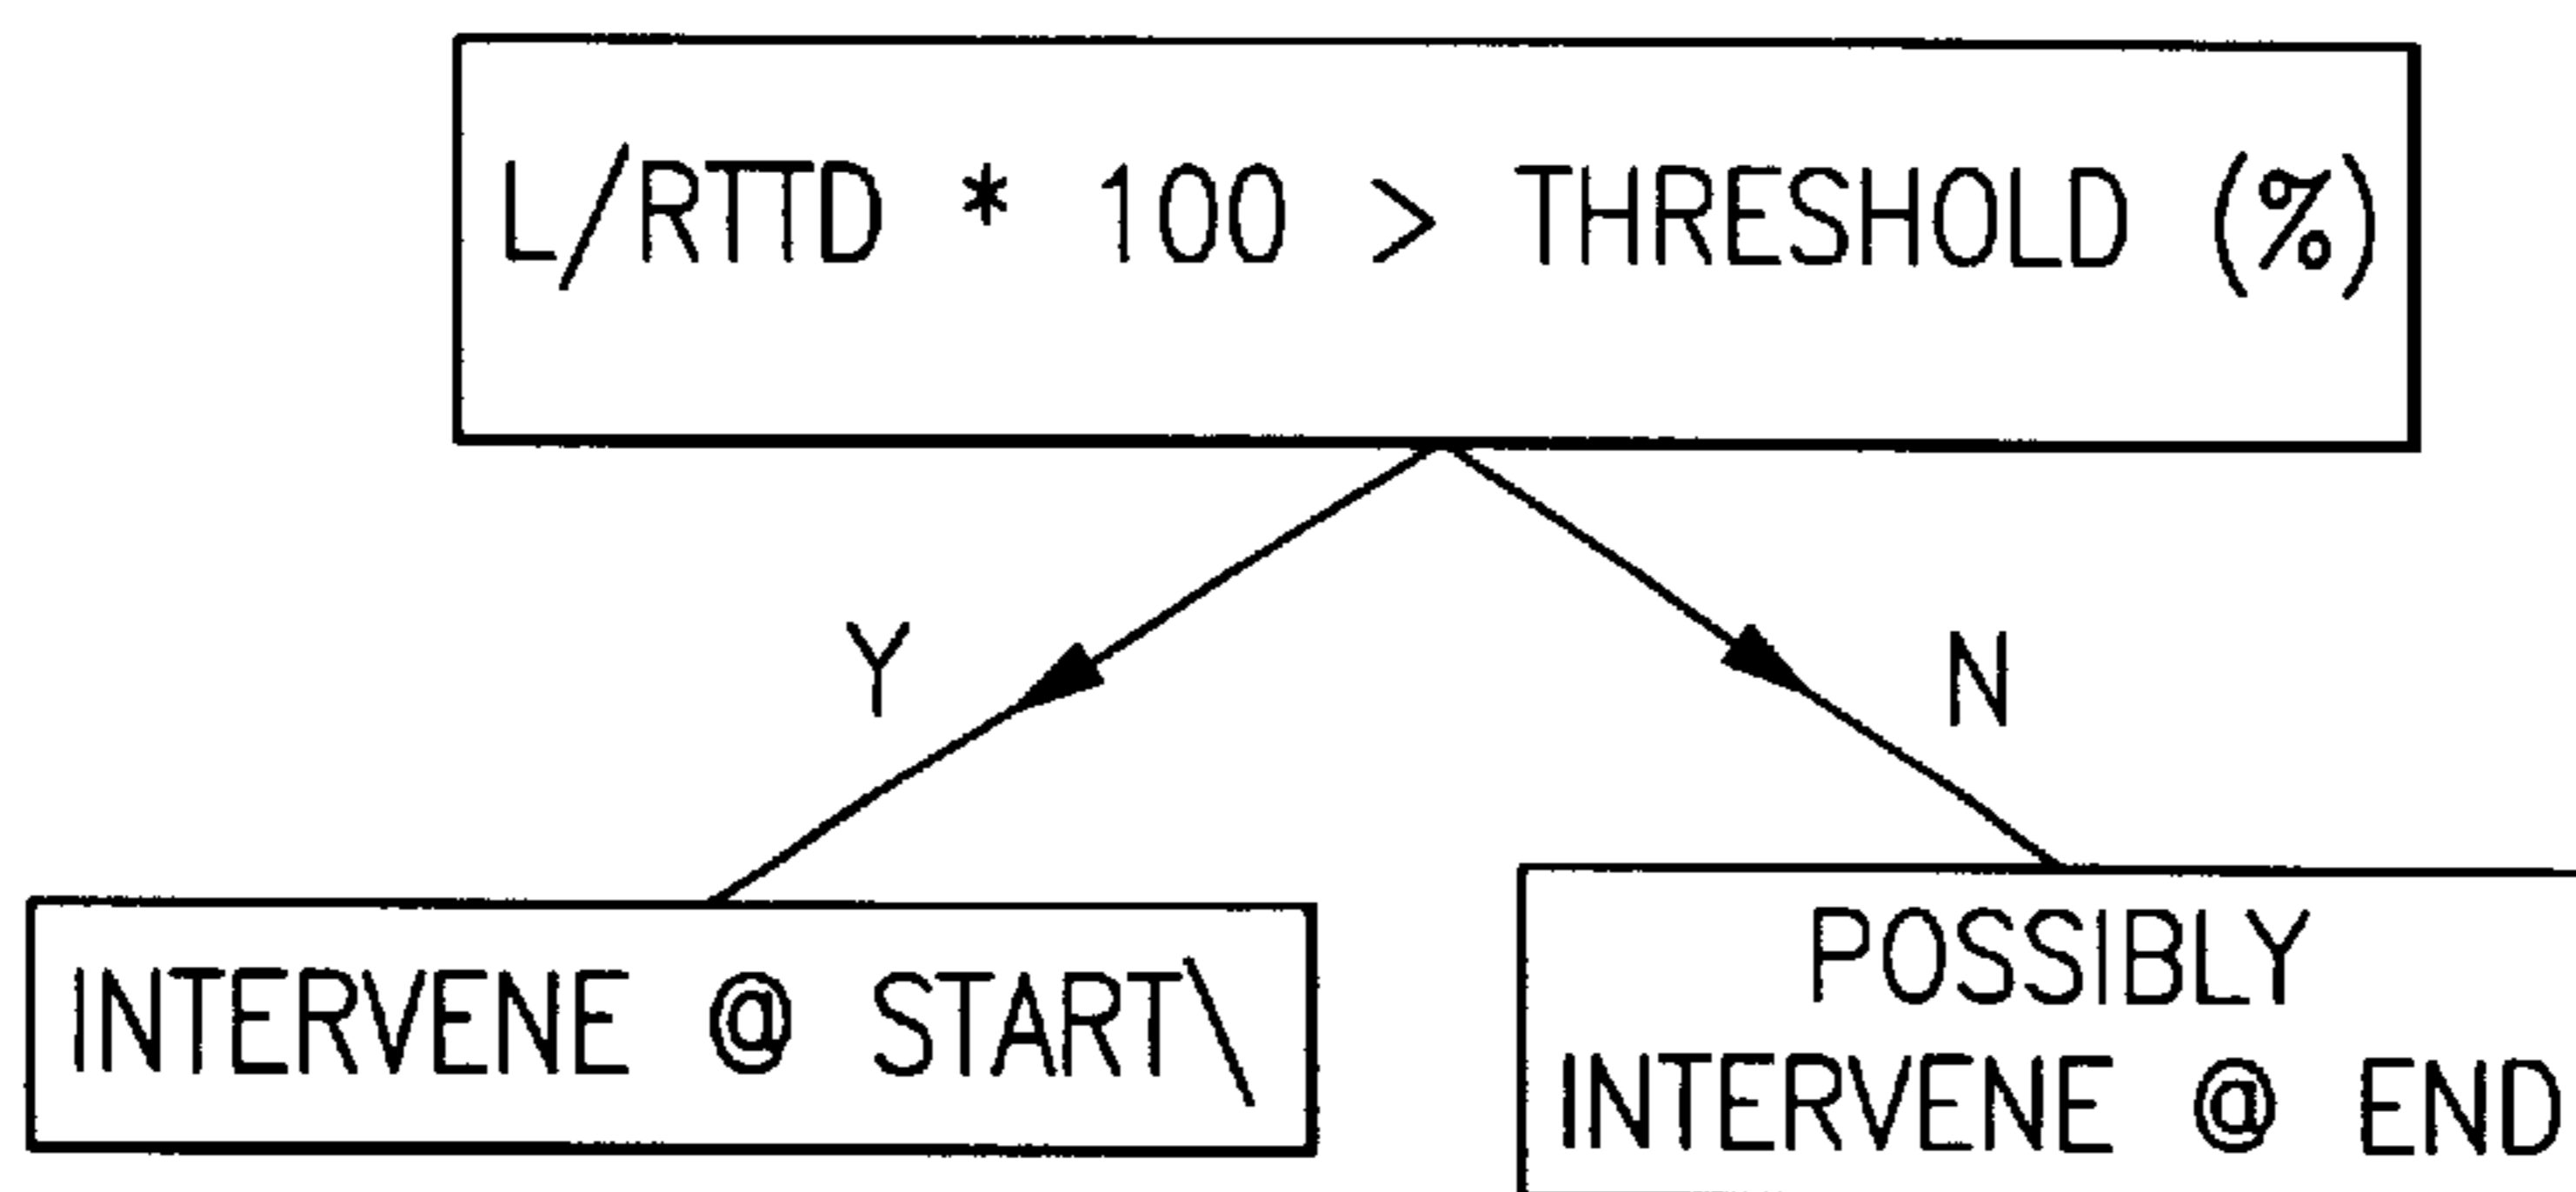 L/RTTD * 100 > THRESHOLD (%)
Y
N
INTERVENE @ START\
POSSIBLY
INTERVENE @ END